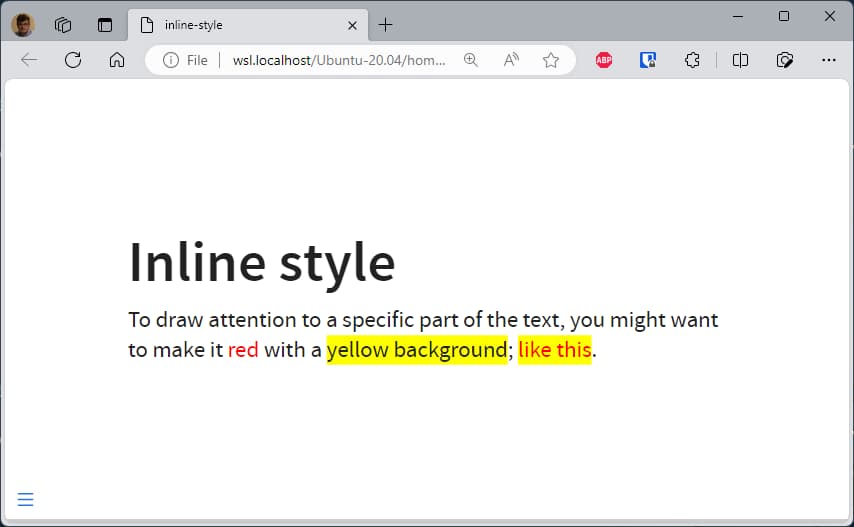 inline-style
File
wsl.localhost/Ubuntu-20.04/hom...
A
ABP
Inline style
To draw attention to a specific part of the text, you might want
to make it red with a yellow background; like this.